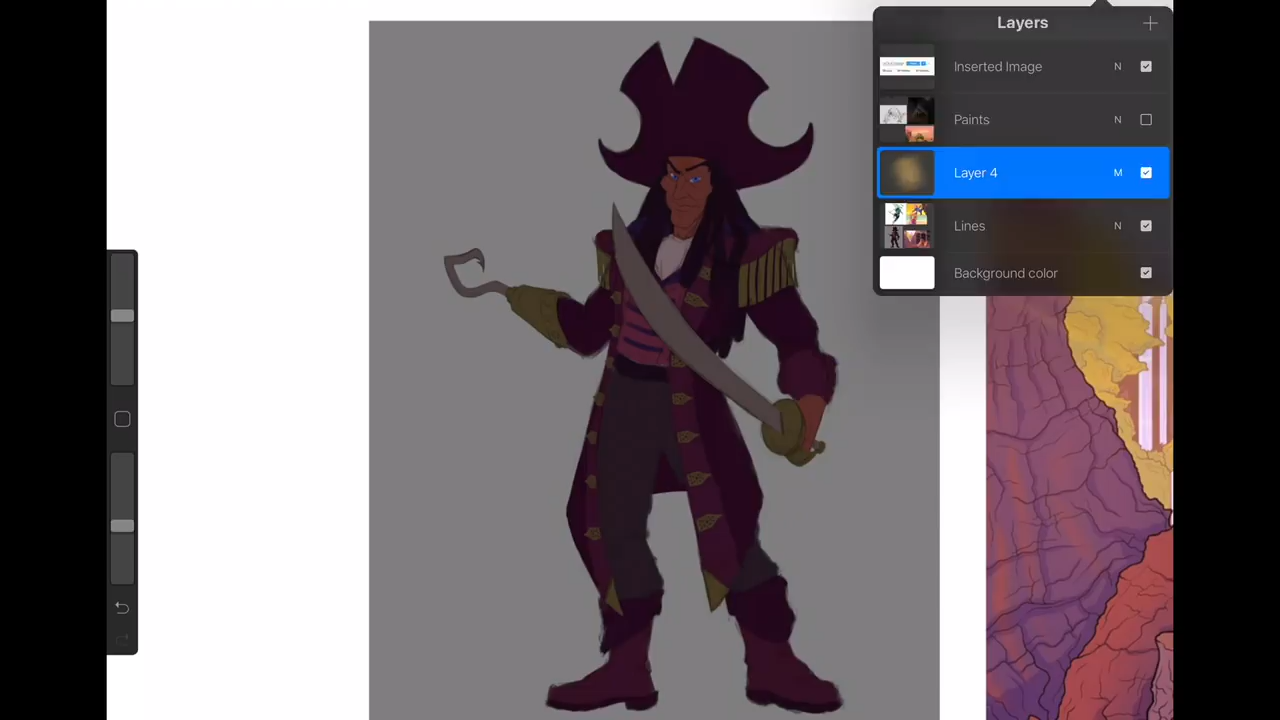 Layers
Inserted Image N
Paints N
Layer 4 M
Lines N
Background color